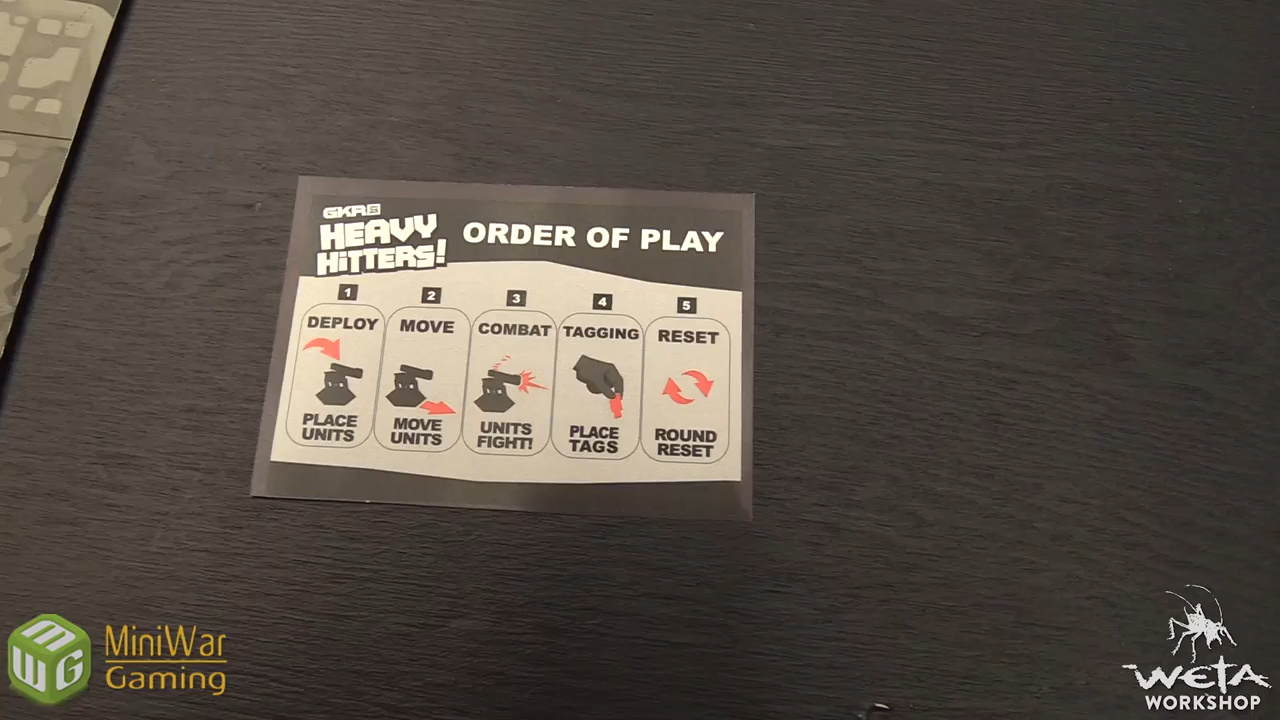 GKR
HEAVY
HITTERS!
ORDER OF PLAY
1
DEPLOY
PLACE
UNITS
2
MOVE
MOVE
UNITS
3
COMBAT
UNITS
FIGHT!
4
TAGGING
PLACE
TAGS
5
RESET
ROUND
RESET
MWG
MiniWar
Gaming
WETA
WORKSHOP